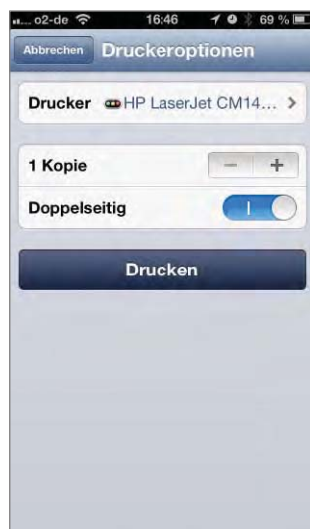 o2-de 16:46 69 %
Abbrechen Druckeroptionen
Drucker HP LaserJet CM14... >
1 Kopie − +
Doppelseitig
Drucken